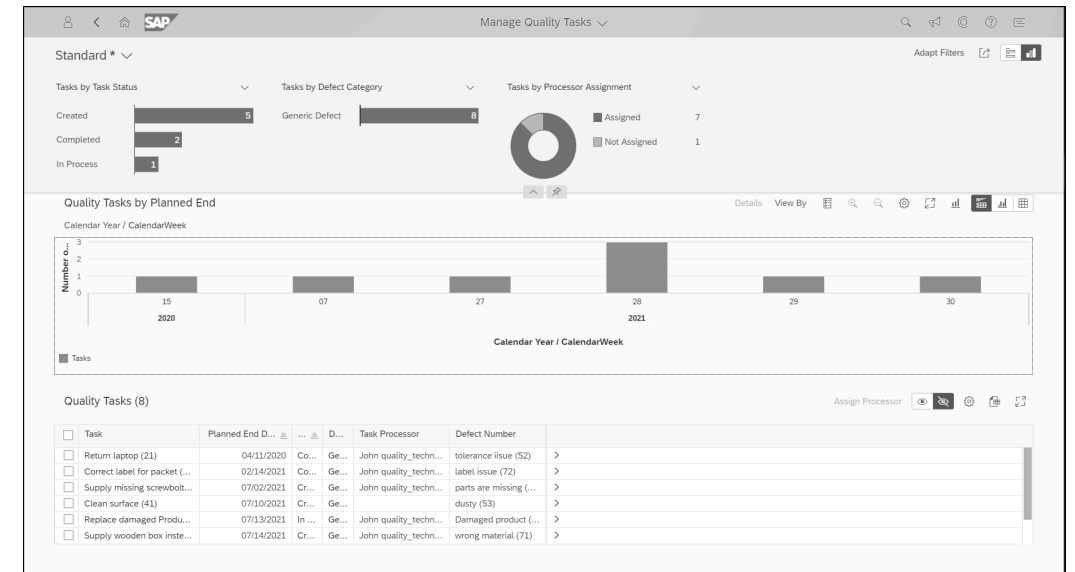 SAP
Manage Quality Tasks
Standard *
Adapt Filters
Tasks by Task Status
Created 5
Completed 2
In Process 1
Tasks by Defect Category
Generic Defect 8
Tasks by Processor Assignment
Assigned 7
Not Assigned 1
Quality Tasks by Planned End
Details View By
Calendar Year / CalendarWeek
Number o...
3
2
1
0
15 07 27 28 29 30
2020 2021
Calendar Year / CalendarWeek
Tasks
Quality Tasks (8)
Assign Processor
Task Planned End D... ... D... Task Processor Defect Number
Return laptop (21) 04/11/2020 Co... Ge... John quality_techn... tolerance iisue (52)
Correct label for packet (... 02/14/2021 Co... Ge... John quality_techn... label issue (72)
Supply missing screwbolt... 07/02/2021 Cr... Ge... John quality_techn... parts are missing (...
Clean surface (41) 07/10/2021 Cr... Ge... dusty (53)
Replace damaged Produ... 07/13/2021 In ... Ge... John quality_techn... Damaged product (...
Supply wooden box inste... 07/14/2021 Cr... Ge... John quality_techn... wrong material (71)